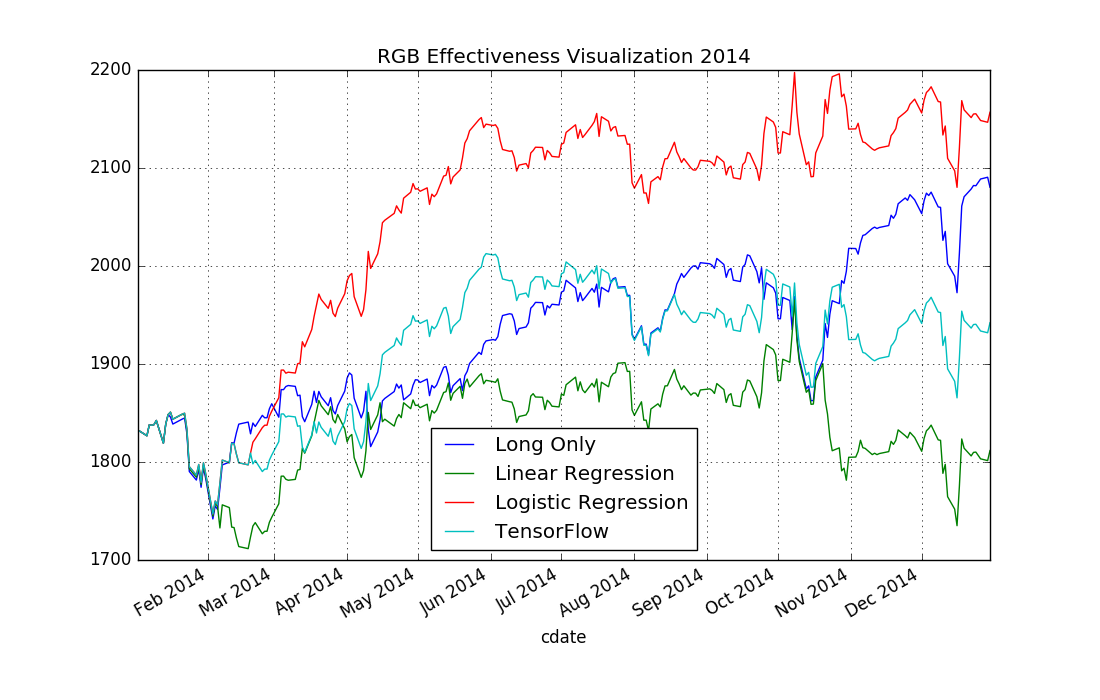 RGB Effectiveness Visualization 2014
2200
2100
2000
1900
1800
1700
Long Only
Linear Regression
Logistic Regression
TensorFlow
Feb 2014
Mar 2014
Apr 2014
May 2014
Jun 2014
Jul 2014
Aug 2014
Sep 2014
Oct 2014
Nov 2014
Dec 2014
cdate